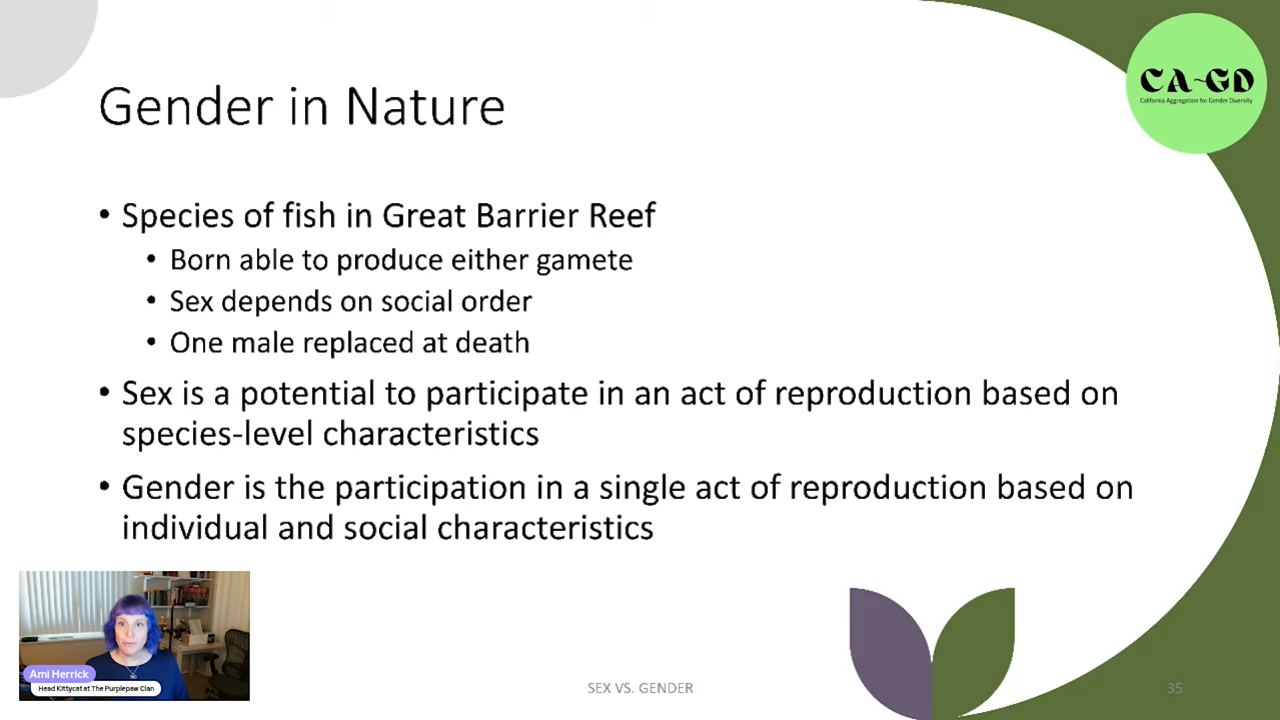 CA~GD
California Aggregation for Gender Diversity
Gender in Nature
• Species of fish in Great Barrier Reef
• Born able to produce either gamete
• Sex depends on social order
• One male replaced at death
• Sex is a potential to participate in an act of reproduction based on
species-level characteristics
• Gender is the participation in a single act of reproduction based on
individual and social characteristics
Ami Herrick
Head Kittycat at The Purplepaw Clan
SEX VS. GENDER
35